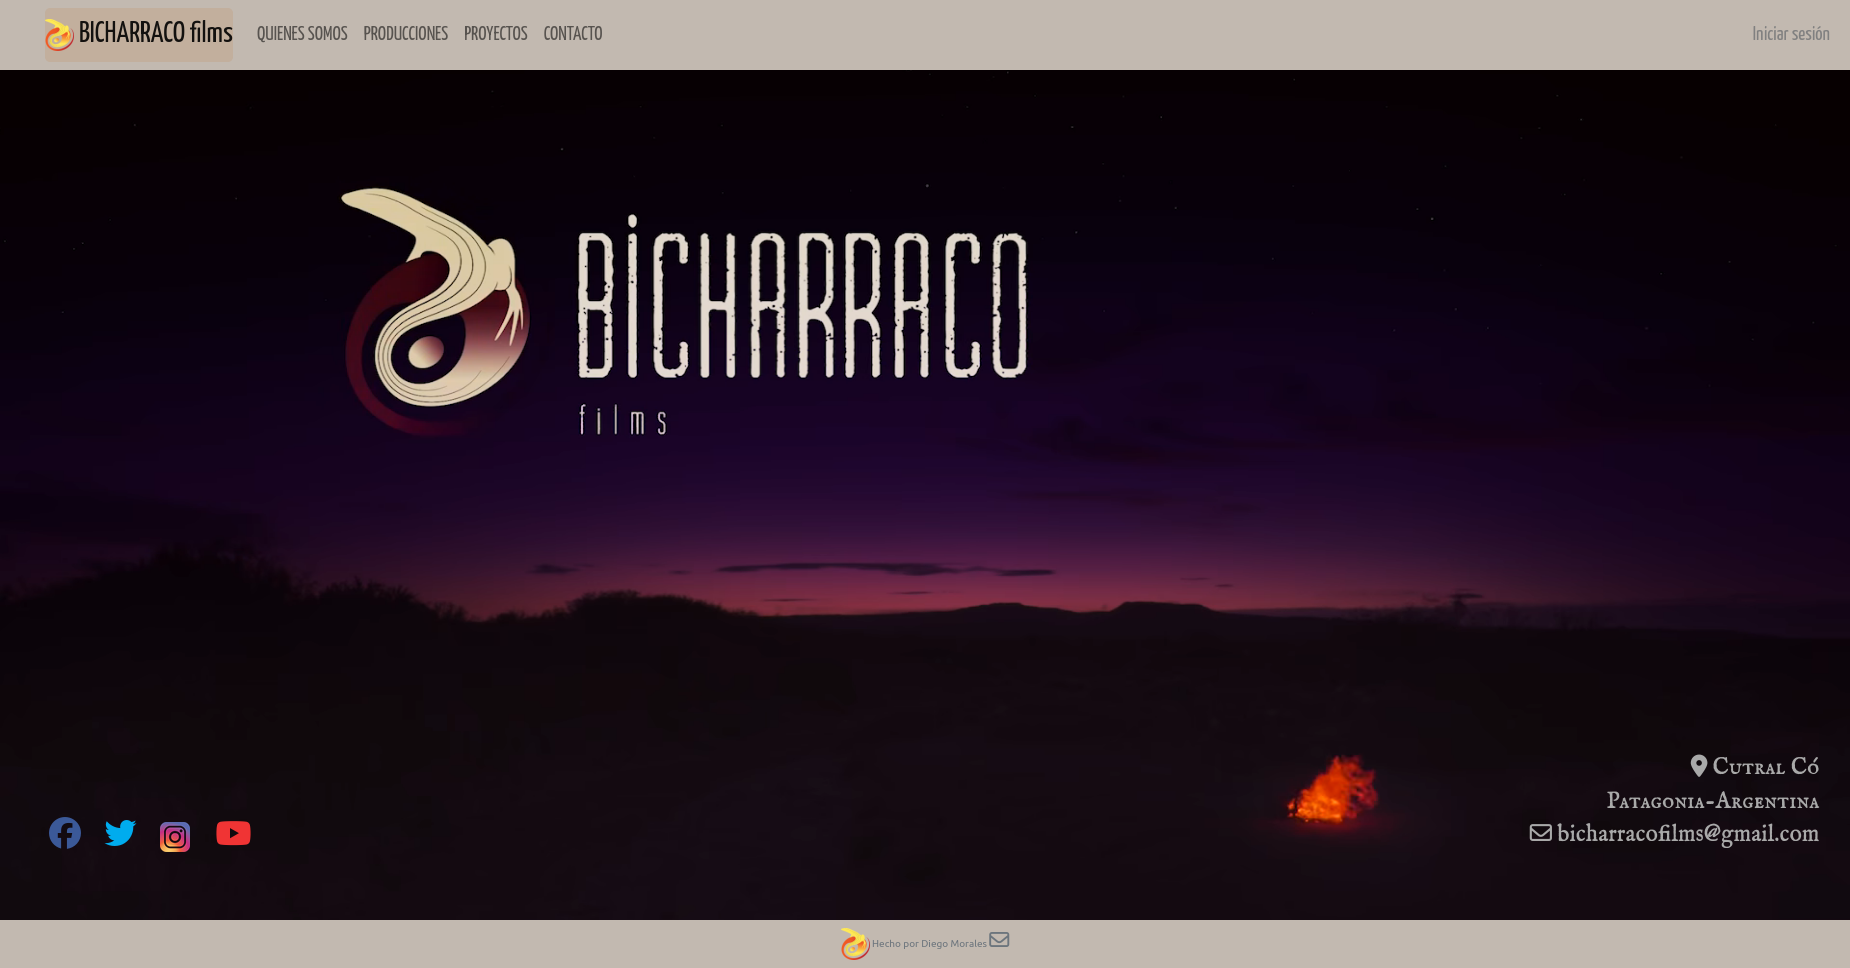 BICHARRACO films
QUIENES SOMOS
PRODUCCIONES
PROYECTOS
CONTACTO
Iniciar sesión
BiCHARRACO
films
Cutral Có
Patagonia-Argentina
bicharracofilms@gmail.com
Hecho por Diego Morales